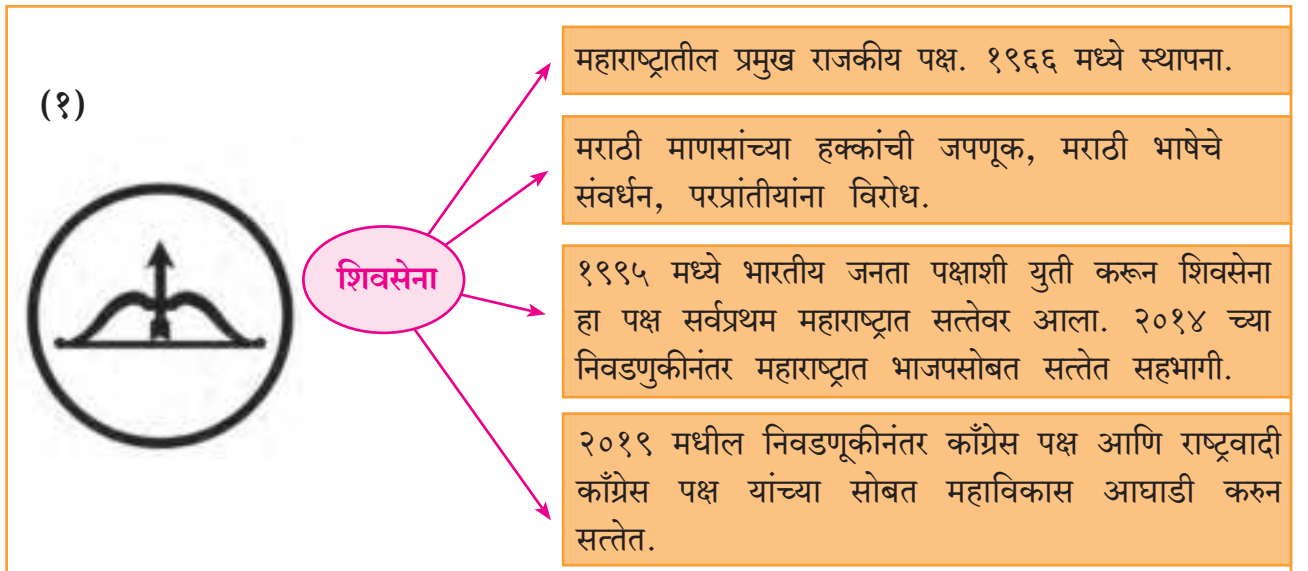 महाराष्ट्रातील प्रमुख राजकीय पक्ष. १९६६ मध्ये स्थापना.
(१)
मराठी माणसांच्या हक्कांची जपणूक, मराठी भाषेचे
संवर्धन, परप्रांतीयांना विरोध.
शिवसेना
१९९५ मध्ये भारतीय जनता पक्षाशी युती करून शिवसेना
हा पक्ष सर्वप्रथम महाराष्ट्रात सत्तेवर आला. २०१४ च्या
निवडणुकीनंतर महाराष्ट्रात भाजपसोबत सत्तेत सहभागी.
२०१९ मधील निवडणूकीनंतर काँग्रेस पक्ष आणि राष्ट्रवादी
काँग्रेस पक्ष यांच्या सोबत महाविकास आघाडी करुन
सत्तेत.